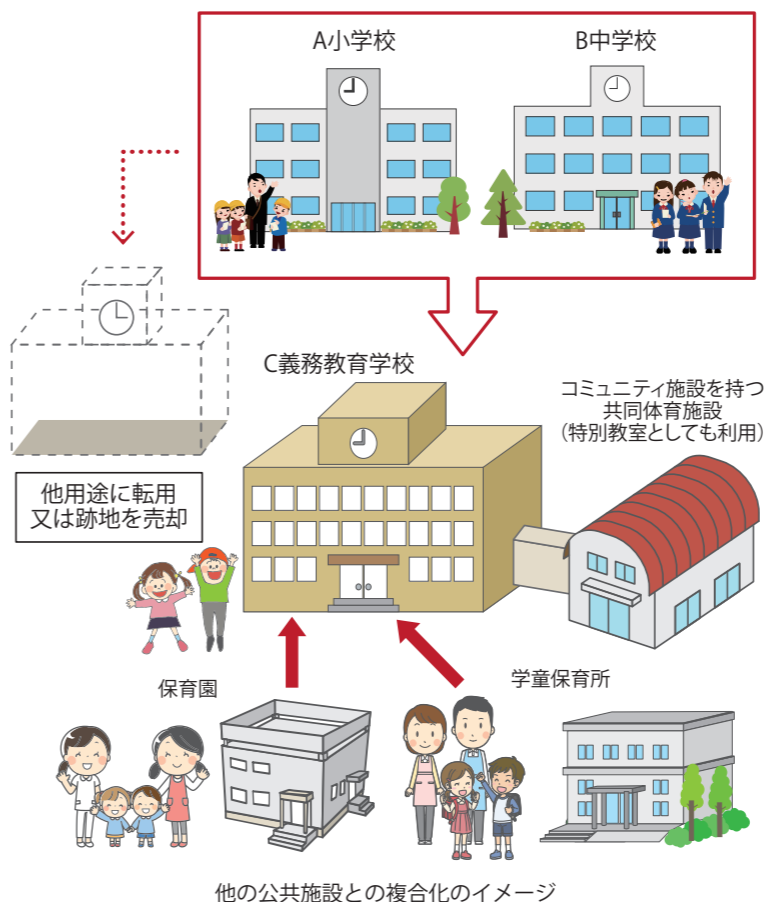 A小学校
B中学校
C義務教育学校
コミュニティ施設を持つ
共同体育施設
（特別教室としても利用）
他用途に転用
又は跡地を売却
保育園
学童保育所
他の公共施設との複合化のイメージ